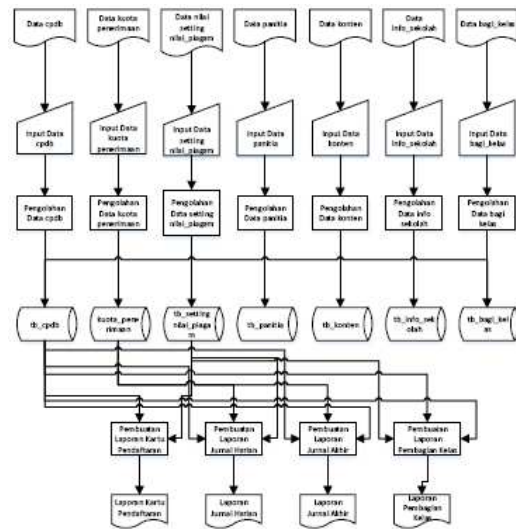 Data cpdb
Data kuota
penerimaan
Data nilai
setting
nilai_piagam
Data panitia
Data konten
Data
info_sekolah
Data bagi_kelas
Input Data
cpdb
Input Data
kuota
penerimaan
Input Data
setting
nilai_piagam
Input Data
panitia
Input Data
konten
Input Data
info_sekolah
Input Data
bagi_kelas
Pengolahan
Data cpdb
Pengolahan
Data kuota
penerimaan
Pengolahan
Data setting
nilai_piagam
Pengolahan
Data panitia
Pengolahan
Data konten
Pengolahan
Data info
sekolah
Pengolahan
Data bagi
kelas
tb_cpdb
kuota_pene
rimaan
tb_setting
nilai_piaga
m
tb_panitia
tb_konten
tb_info_sek
olah
tb_bagi_kel
as
Pembuatan
Laporan Kartu
Pendaftaran
Pembuatan
Laporan
Jurnal Harian
Pembuatan
Laporan
Jurnal Akhir
Pembuatan
Laporan
Pembagian Kelas
Laporan Kartu
Pendaftaran
Laporan
Jurnal Harian
Laporan
Jurnal Akhir
Laporan
Pembagian
Kelas